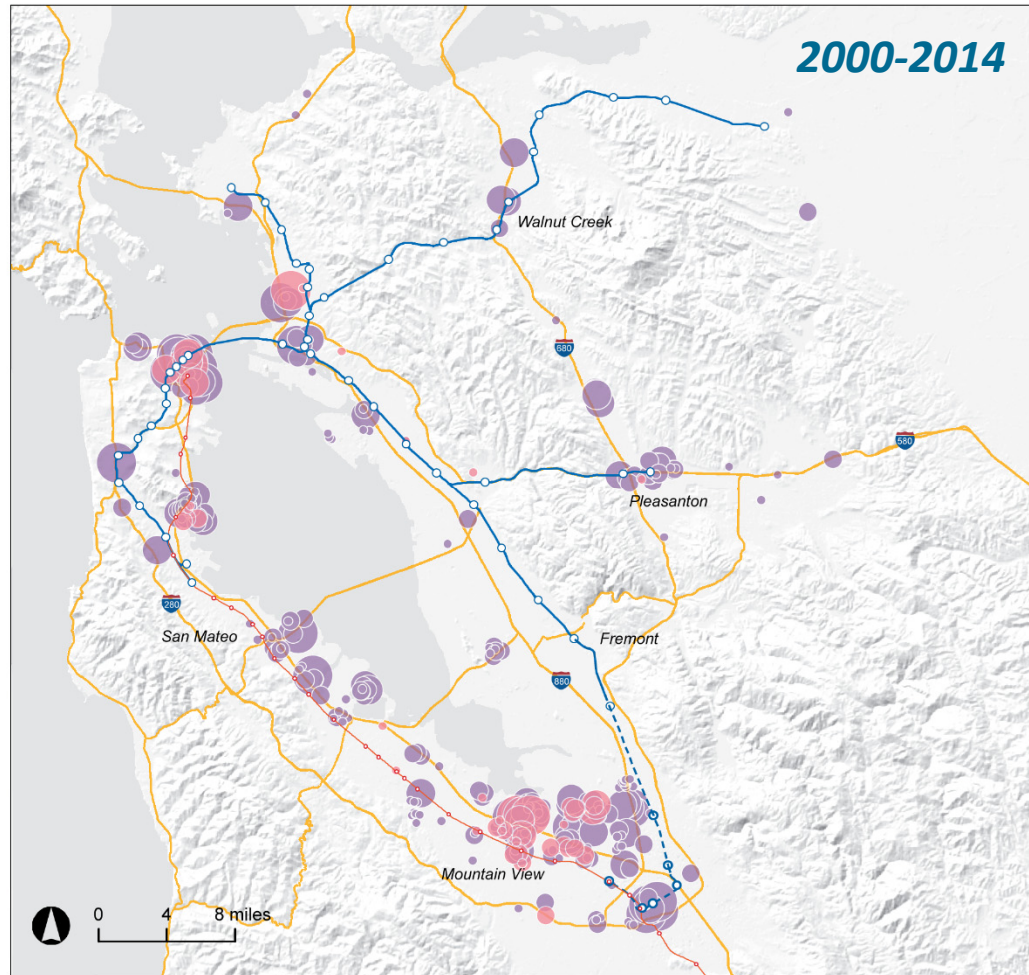 2000-2014
Walnut Creek
680
580
Pleasanton
280
San Mateo
Fremont
880
Mountain View
0 4 8 miles